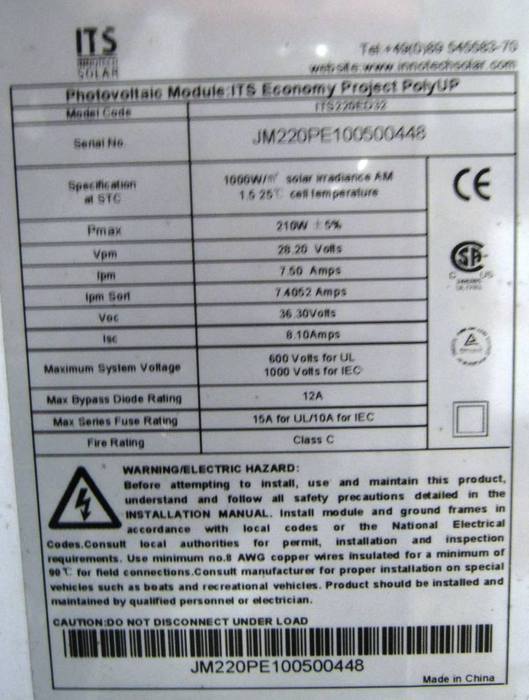 ITS
INNOTECH
SOLAR
Tel +49(0)89 545583-70
website:www.innotechsolar.com
Photovoltaic Module:ITS Economy Project PolyUP
Model Code ITS220EC32
Serial No. JM220PE100500448
Specification at STC 1000W/㎡ solar irradiance AM
1.5 25℃ cell temperature
Pmax 210W ±5%
Vpm 28.20 Volts
Ipm 7.50 Amps
Ipm Sort 7.4052 Amps
Voc 36.30Volts
Isc 8.10Amps
Maximum System Voltage 600 Volts for UL
1000 Volts for IEC
Max Bypass Diode Rating 12A
Max Series Fuse Rating 15A for UL/10A for IEC
Fire Rating Class C
CE
SA
C US
WARNING/ELECTRIC HAZARD:
Before attempting to install, use and maintain this product,
understand and follow all safety precautions detailed in the
INSTALLATION MANUAL. Install module and ground frames in
accordance with local codes or the National Electrical
Codes.Consult local authorities for permit, installation and inspection
requirements. Use minimum no.8 AWG copper wires insulated for a minimum of
90℃ for field connections.Consult manufacturer for proper installation on special
vehicles such as boats and recreational vehicles. Product should be installed and
maintained by qualified personnel or electrician.
CAUTION:DO NOT DISCONNECT UNDER LOAD
JM220PE100500448
Made in China